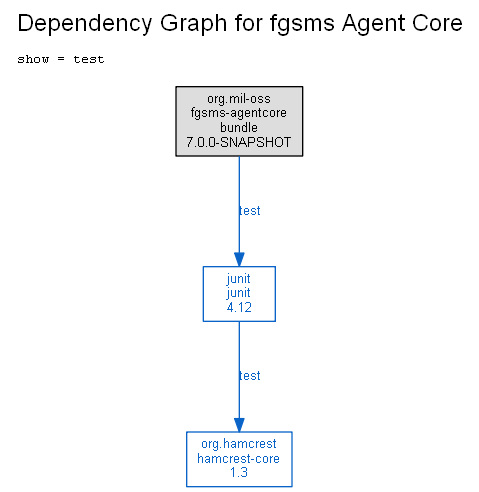 Dependency Graph for fgsms Agent Core
show = test
org.mil-oss
fgsms-agentcore
bundle
7.0.0-SNAPSHOT
test
junit
junit
4.12
test
org.hamcrest
hamcrest-core
1.3